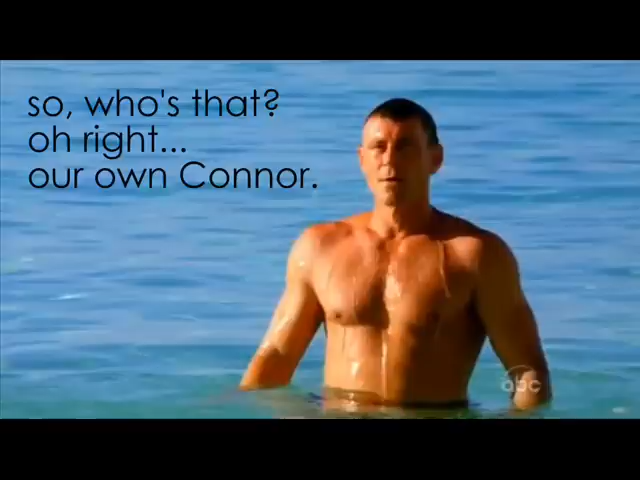 so, who's that?
oh right...
our own Connor.
abc